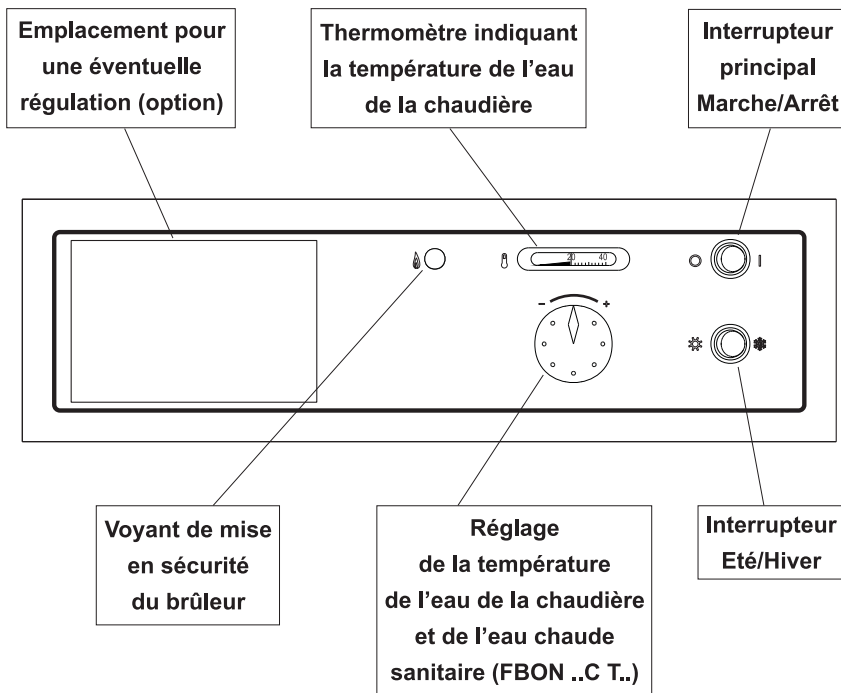 Emplacement pour
une éventuelle
régulation (option)
Thermomètre indiquant
la température de l'eau
de la chaudière
Interrupteur
principal
Marche/Arrêt
20 40
- +
Voyant de mise
en sécurité
du brûleur
Réglage
de la température
de l'eau de la chaudière
et de l'eau chaude
sanitaire (FBON ..C T..)
Interrupteur
Eté/Hiver